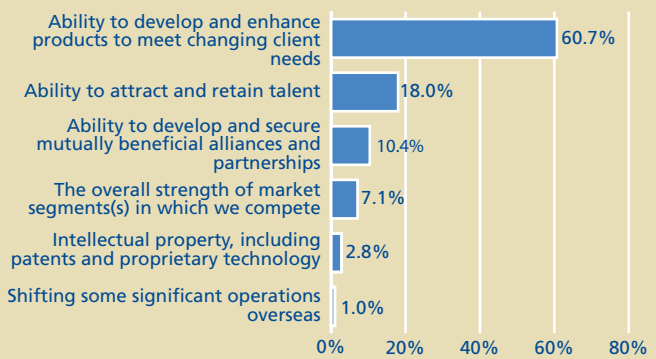 Ability to develop and enhance
products to meet changing client
needs
60.7%
Ability to attract and retain talent
18.0%
Ability to develop and secure
mutually beneficial alliances and
partnerships
10.4%
The overall strength of market
segments(s) in which we compete
7.1%
Intellectual property, including
patents and proprietary technology
2.8%
Shifting some significant operations
overseas
1.0%
0% 20% 40% 60% 80%